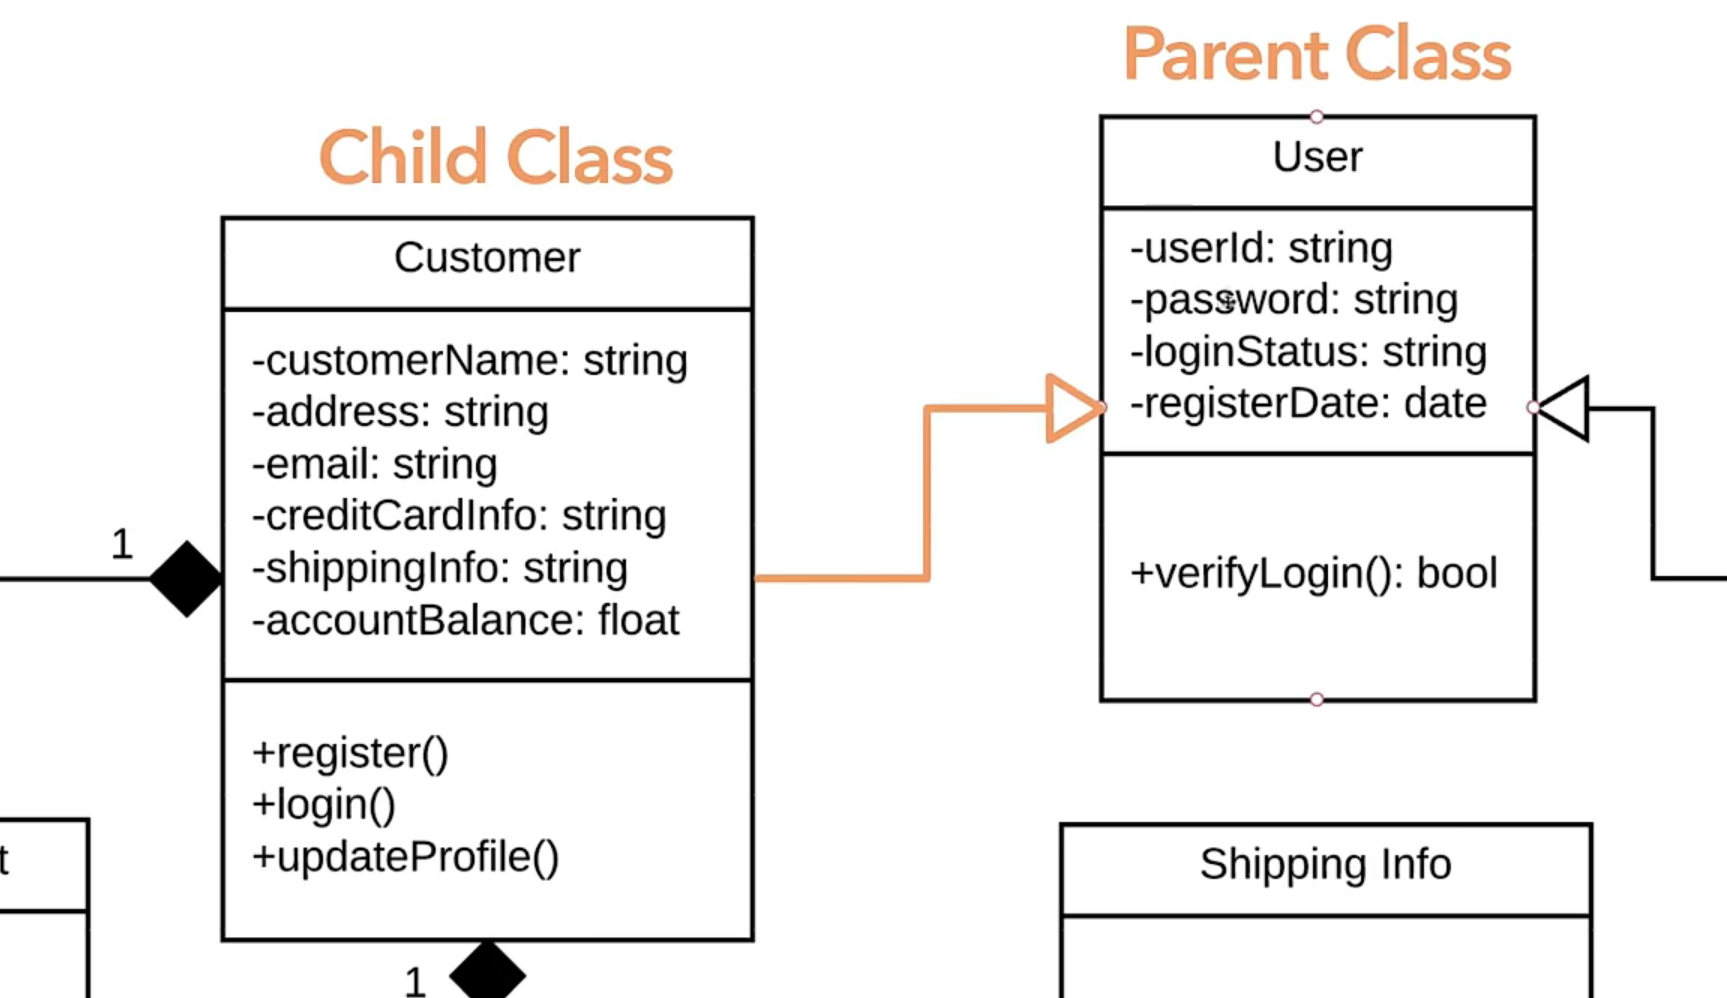 Parent Class
Child Class
User
-userId: string
-password: string
-loginStatus: string
-registerDate: date
+verifyLogin(): bool
Customer
-customerName: string
-address: string
-email: string
-creditCardInfo: string
-shippingInfo: string
-accountBalance: float
+register()
+login()
+updateProfile()
1
1
t
Shipping Info